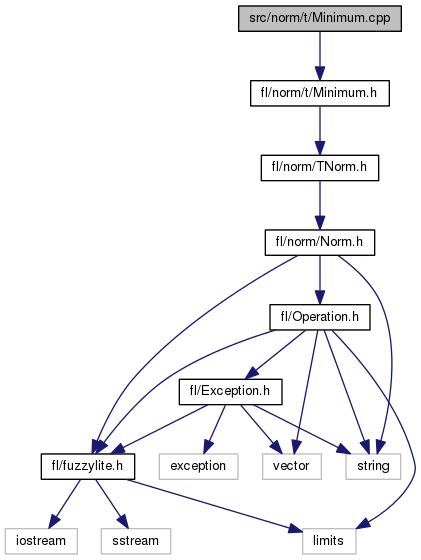 src/norm/t/Minimum.cpp
fl/norm/t/Minimum.h
fl/norm/TNorm.h
fl/norm/Norm.h
fl/Operation.h
fl/Exception.h
fl/fuzzylite.h
exception
vector
string
iostream
sstream
limits